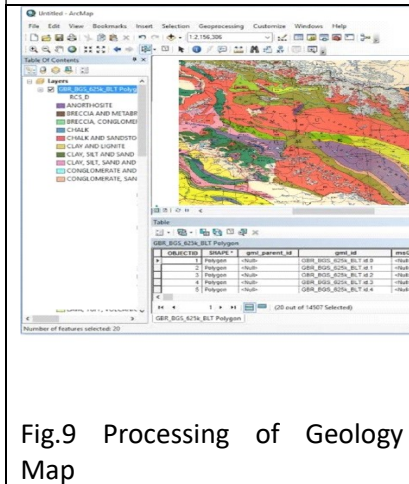 Untitled - ArcMap
File Edit View Bookmarks Insert Selection Geoprocessing Customize Windows Help
1:2,156,306
Table Of Contents
Layers
GBR_BGS_625k_BLT Polyg
RCS_D
ANORTHOSITE
BRECCIA AND METABR
BRECCIA, CONGLOMEI
CHALK
CHALK AND SANDSTO
CLAY AND LIGNITE
CLAY, SILT AND SAND
CLAY, SILT, SAND AND
CONGLOMERATE AND
CONGLOMERATE, SAN
Table
GBR_BGS_625k_BLT Polygon
OBJECTID SHAPE * gml_parent_id gml_id
1 Polygon <Null> GBR_BGS_625k_BLT.id.0 <Null>
2 Polygon <Null> GBR_BGS_625k_BLT.id.1 <Null>
3 Polygon <Null> GBR_BGS_625k_BLT.id.2 <Null>
4 Polygon <Null> GBR_BGS_625k_BLT.id.3 <Null>
5 Polygon <Null> GBR_BGS_625k_BLT.id.4 <Null>
1 (20 out of 14507 Selected)
GBR_BGS_625k_BLT Polygon
Number of features selected: 20
Fig.9 Processing of Geology
Map